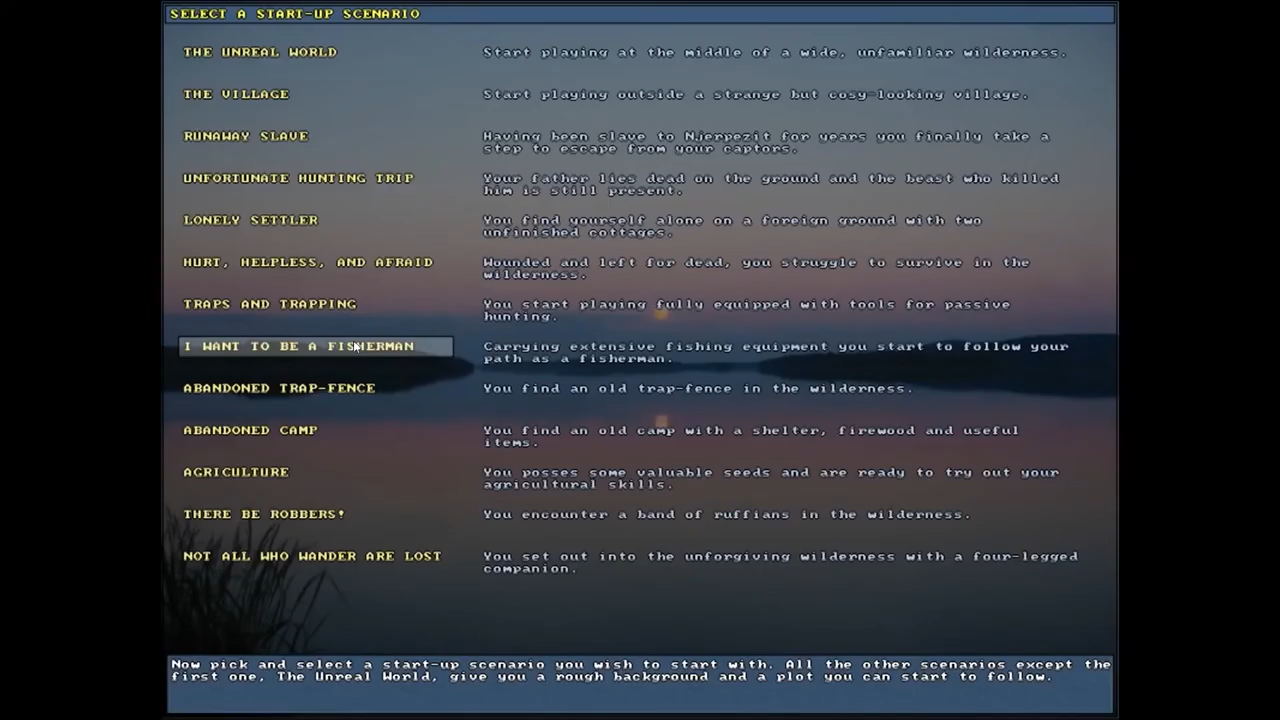 SELECT A START-UP SCENARIO
THE UNREAL WORLD
Start playing at the middle of a wide, unfamiliar wilderness.
THE VILLAGE
Start playing outside a strange but cosy-looking village.
RUNAWAY SLAVE
Having been slave to Njerpezit for years you finally take a
step to escape from your captors.
UNFORTUNATE HUNTING TRIP
Your father lies dead on the ground and the beast who killed
him is still present.
LONELY SETTLER
You find yourself alone on a foreign ground with two
unfinished cottages.
HURT, HELPLESS, AND AFRAID
Wounded and left for dead, you struggle to survive in the
wilderness.
TRAPS AND TRAPPING
You start playing fully equipped with tools for passive
hunting.
I WANT TO BE A FISHERMAN
Carrying extensive fishing equipment you start to follow your
path as a fisherman.
ABANDONED TRAP-FENCE
You find an old trap-fence in the wilderness.
ABANDONED CAMP
You find an old camp with a shelter, firewood and useful
items.
AGRICULTURE
You posses some valuable seeds and are ready to try out your
agricultural skills.
THERE BE ROBBERS!
You encounter a band of ruffians in the wilderness.
NOT ALL WHO WANDER ARE LOST
You set out into the unforgiving wilderness with a four-legged
companion.
Now pick and select a start-up scenario you wish to start with. All the other scenarios except the
first one, The Unreal World, give you a rough background and a plot you can start to follow.